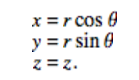 x = r cos θ
y = r sin θ
z = z.